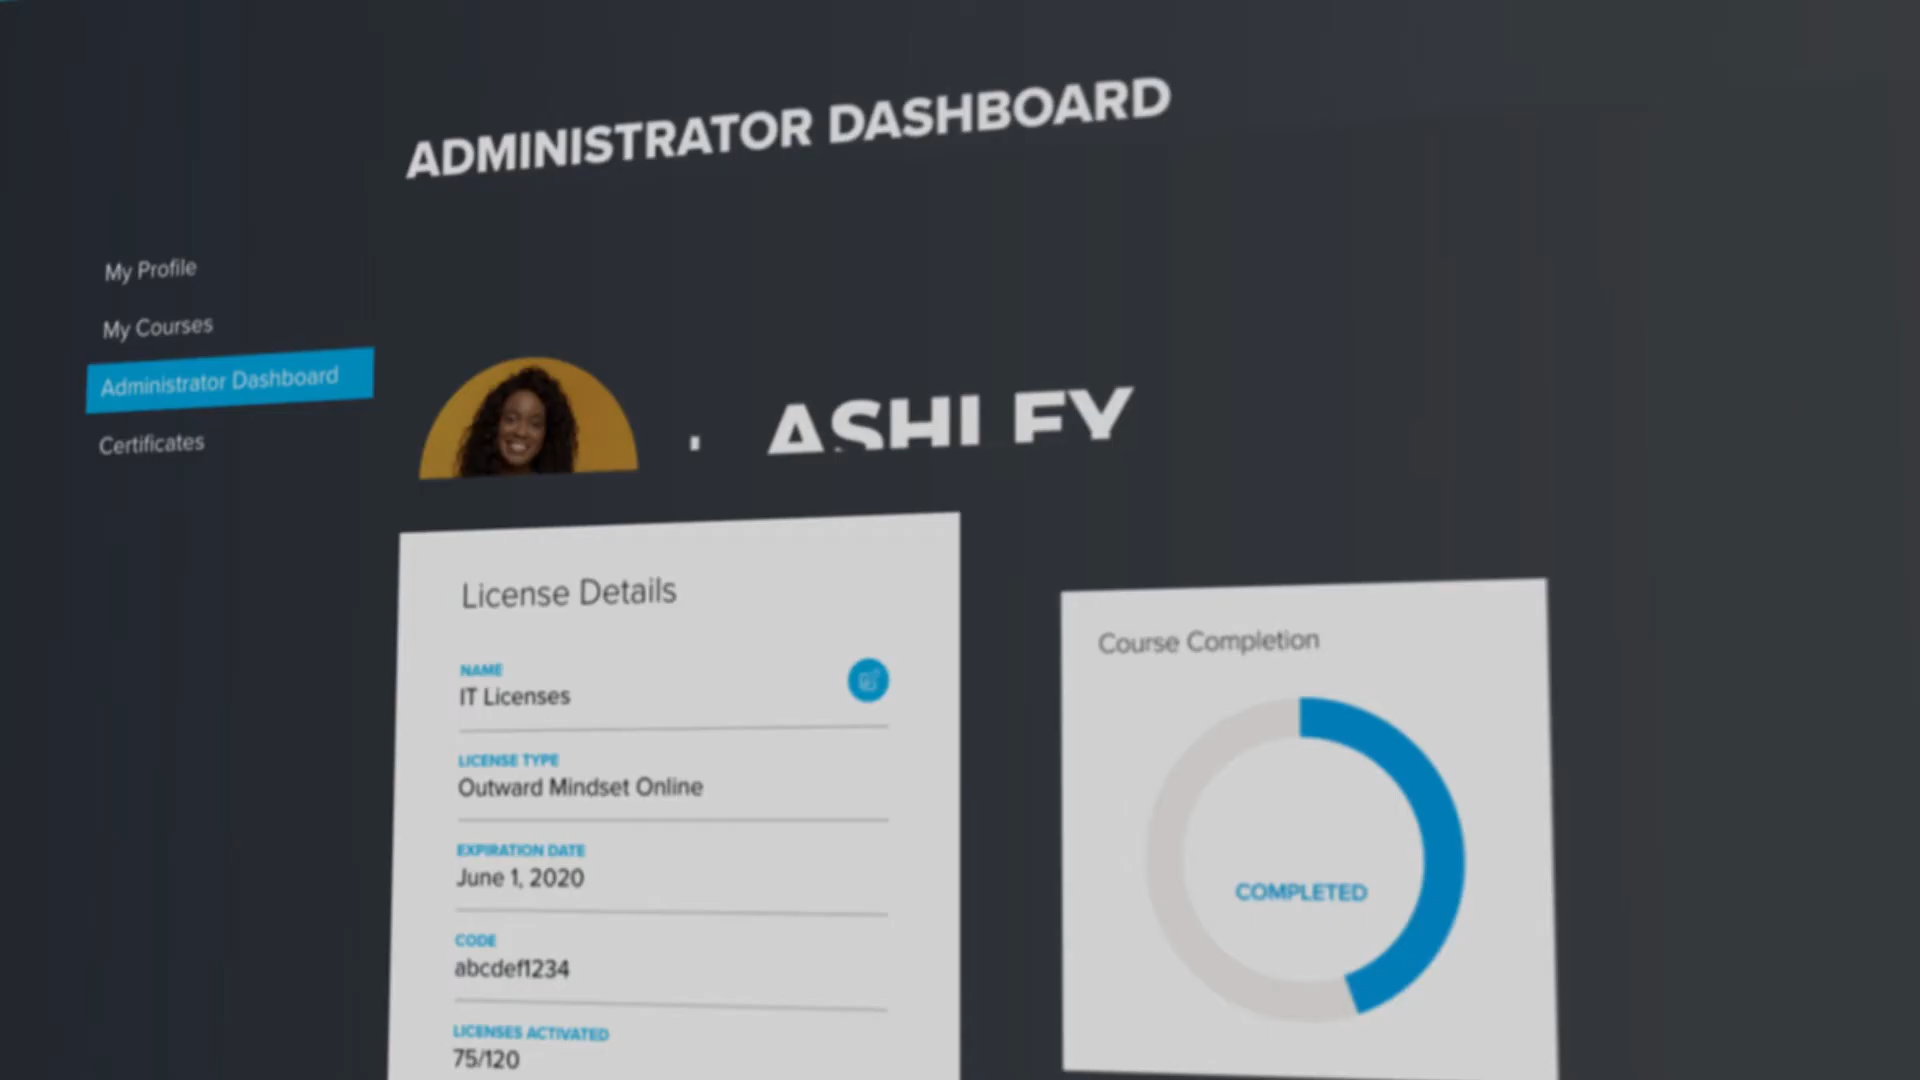 ADMINISTRATOR DASHBOARD
My Profile
My Courses
Administrator Dashboard
Certificates
ASHLEY
License Details
NAME
IT Licenses
LICENSE TYPE
Outward Mindset Online
EXPIRATION DATE
June 1, 2020
CODE
abcdef1234
LICENSES ACTIVATED
75/120
Course Completion
COMPLETED